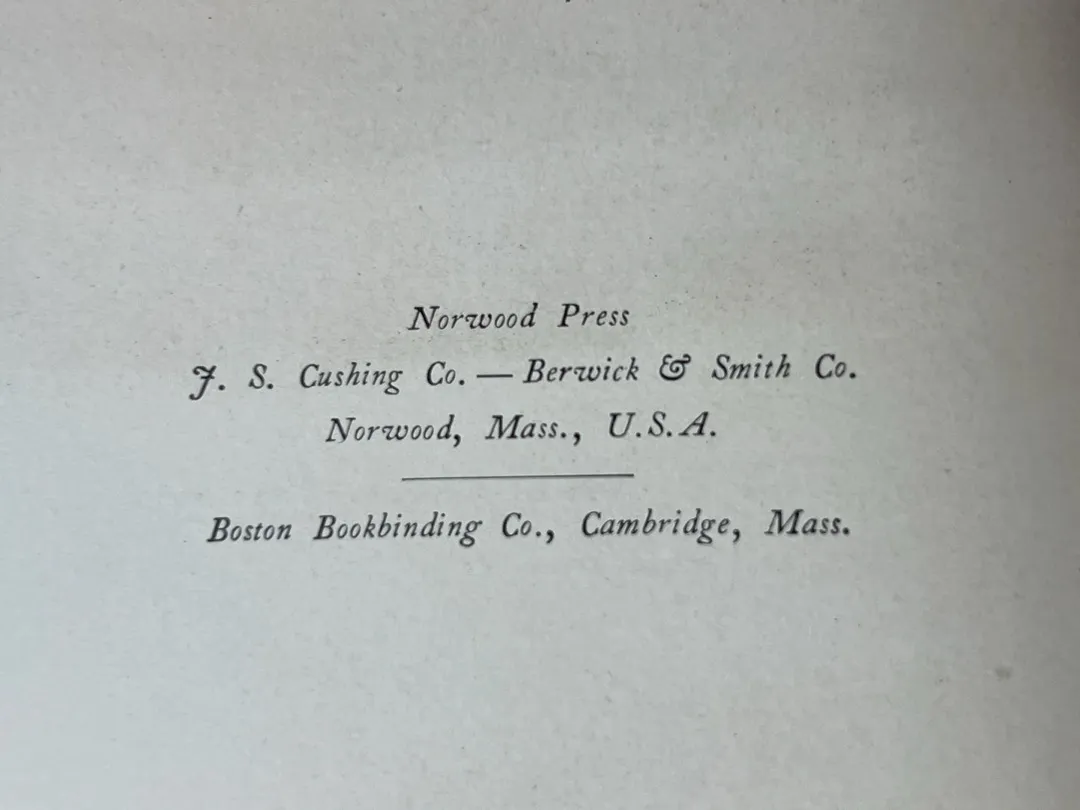 Norwood Press
J. S. Cushing Co. — Berwick & Smith Co.
Norwood, Mass., U.S.A.
Boston Bookbinding Co., Cambridge, Mass.